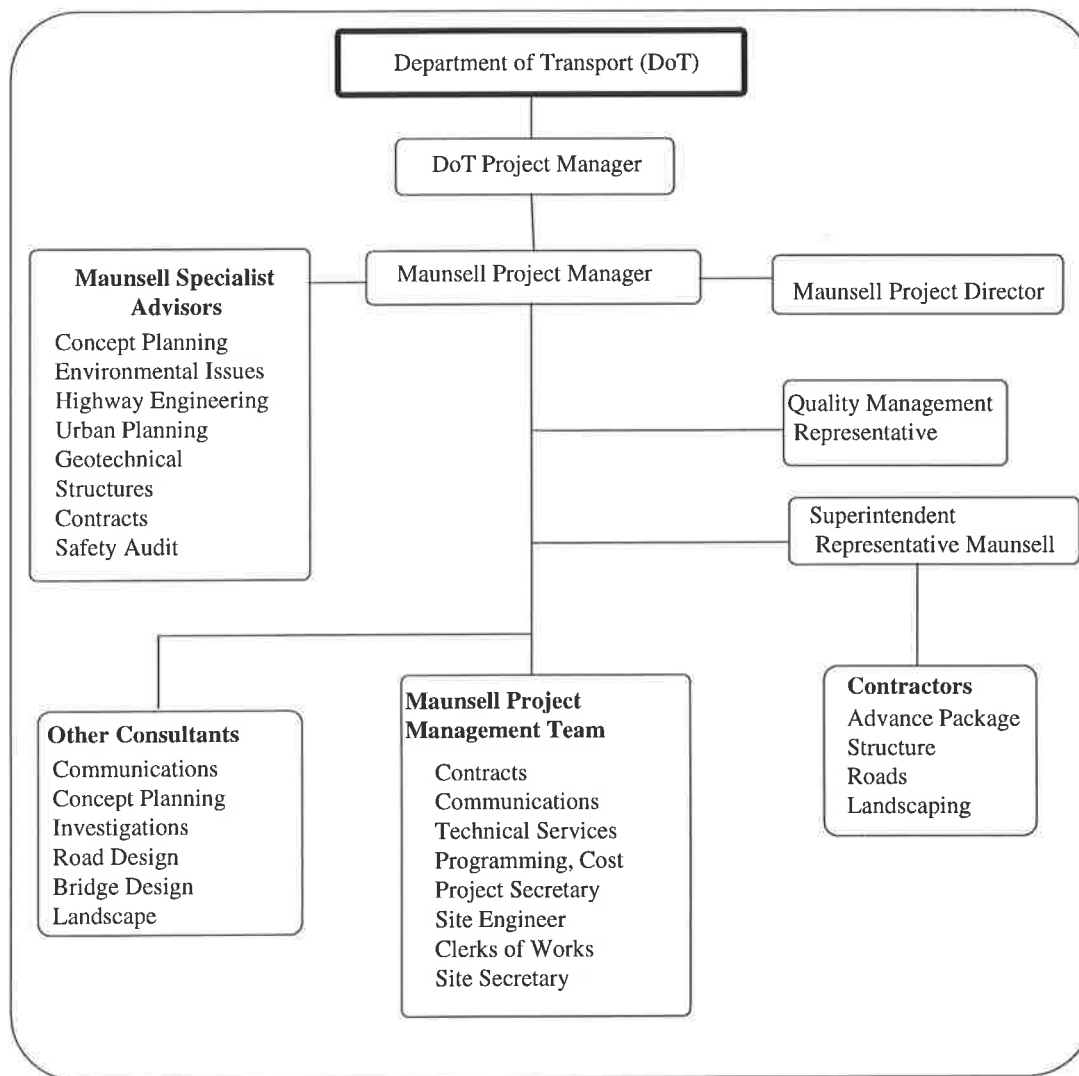 Department of Transport (DoT)
DoT Project Manager
Maunsell Project Manager
Maunsell Project Director
Maunsell Specialist
Advisors
Concept Planning
Environmental Issues
Highway Engineering
Urban Planning
Geotechnical
Structures
Contracts
Safety Audit
Quality Management
Representative
Superintendent
Representative Maunsell
Other Consultants
Communications
Concept Planning
Investigations
Road Design
Bridge Design
Landscape
Maunsell Project
Management Team
Contracts
Communications
Technical Services
Programming, Cost
Project Secretary
Site Engineer
Clerks of Works
Site Secretary
Contractors
Advance Package
Structure
Roads
Landscaping